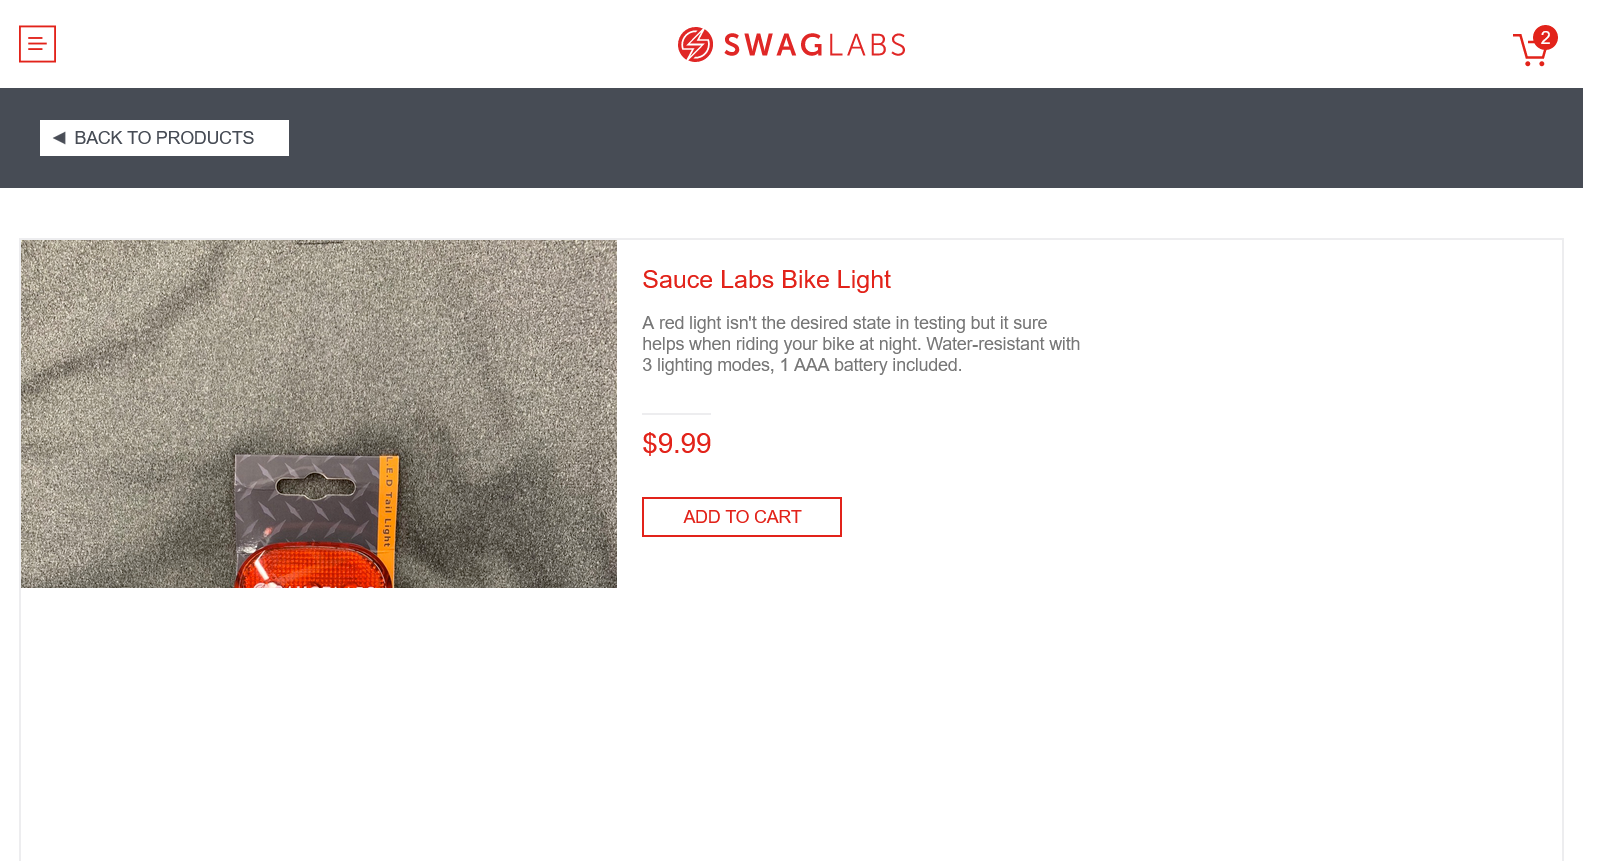 SWAGLABS
2
BACK TO PRODUCTS
L.E.D Tail Light
Sauce Labs Bike Light
A red light isn't the desired state in testing but it sure
helps when riding your bike at night. Water-resistant with
3 lighting modes, 1 AAA battery included.
$9.99
ADD TO CART